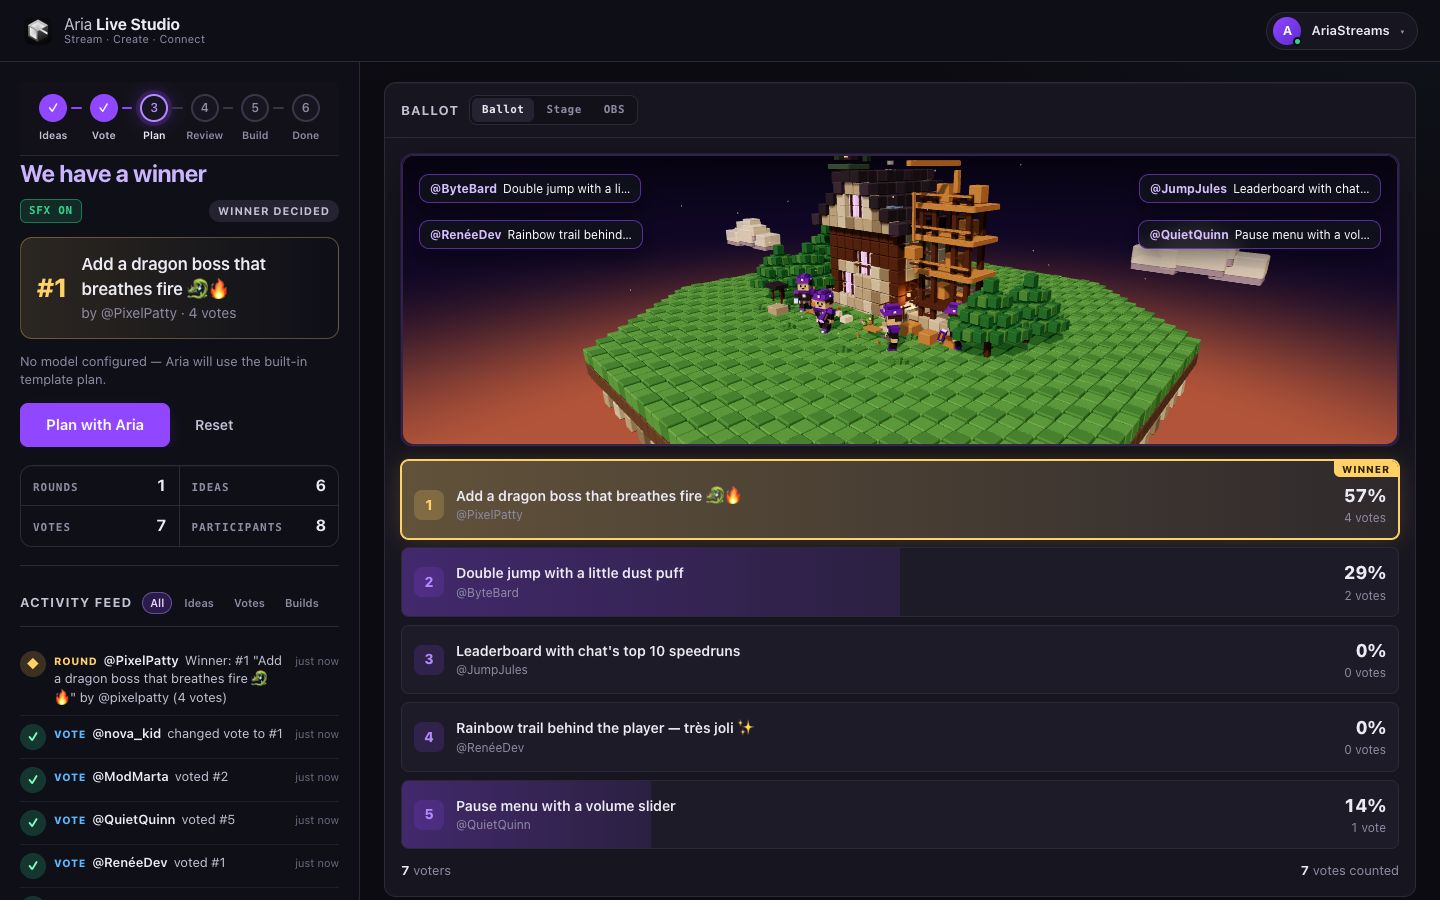 Aria Live Studio
Stream · Create · Connect
A AriaStreams
✓ ✓ 3 4 5 6
Ideas Vote Plan Review Build Done
We have a winner
SFX ON WINNER DECIDED
#1 Add a dragon boss that
breathes fire 🐉🔥
by @PixelPatty · 4 votes
No model configured — Aria will use the built-in
template plan.
Plan with Aria Reset
ROUNDS 1 IDEAS 6
VOTES 7 PARTICIPANTS 8
ACTIVITY FEED All Ideas Votes Builds
ROUND @PixelPatty Winner: #1 "Add just now
a dragon boss that breathes fire 🐉
🔥" by @pixelpatty (4 votes)
VOTE @nova_kid changed vote to #1 just now
VOTE @ModMarta voted #2 just now
VOTE @QuietQuinn voted #5 just now
VOTE @RenéeDev voted #1 just now
BALLOT Ballot Stage OBS
@ByteBard Double jump with a li...
@JumpJules Leaderboard with chat...
@RenéeDev Rainbow trail behind...
@QuietQuinn Pause menu with a vol...
WINNER
1 Add a dragon boss that breathes fire 🐉🔥 57%
@PixelPatty 4 votes
2 Double jump with a little dust puff 29%
@ByteBard 2 votes
3 Leaderboard with chat's top 10 speedruns 0%
@JumpJules 0 votes
4 Rainbow trail behind the player — très joli ✨ 0%
@RenéeDev 0 votes
5 Pause menu with a volume slider 14%
@QuietQuinn 1 vote
7 voters 7 votes counted